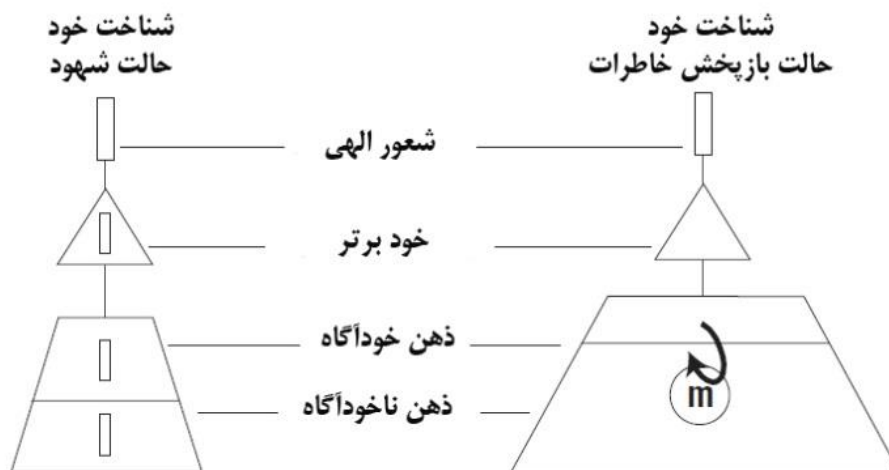 شناخت خود
حالت بازپخش خاطرات
شناخت خود
حالت شهود
شعور الهی
خود برتر
ذهن خودآگاه
ذهن ناخودآگاه
m